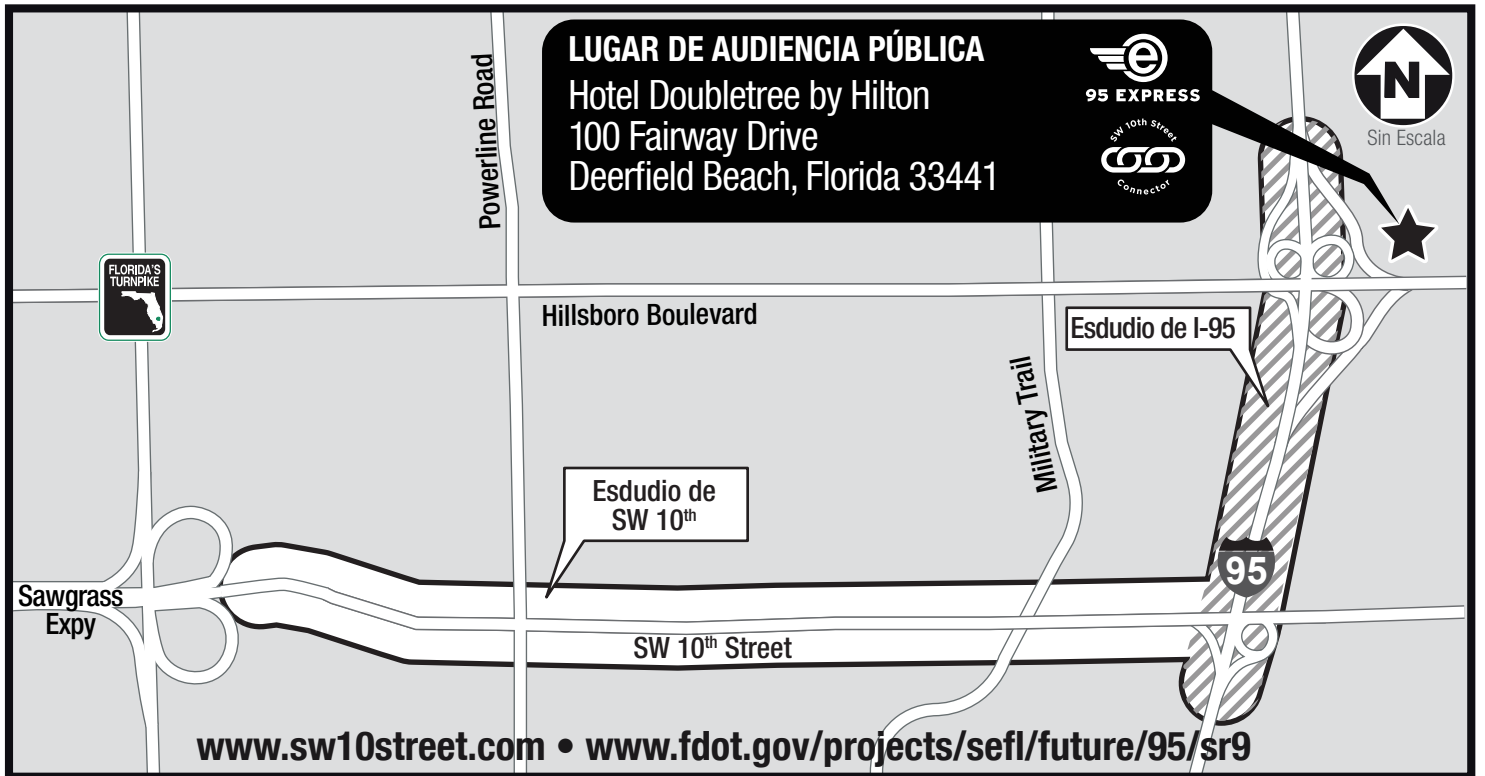 LUGAR DE AUDIENCIA PÚBLICA
Hotel Doubletree by Hilton
100 Fairway Drive
Deerfield Beach, Florida 33441
e
95 EXPRESS
SW 10th Street
Connector
N
Sin Escala
Powerline Road
FLORIDA'S
TURNPIKE
Hillsboro Boulevard
Esdudio de I-95
Military Trail
Esdudio de
SW 10th
95
Sawgrass
Expy
SW 10th Street
www.sw10street.com • www.fdot.gov/projects/sefl/future/95/sr9